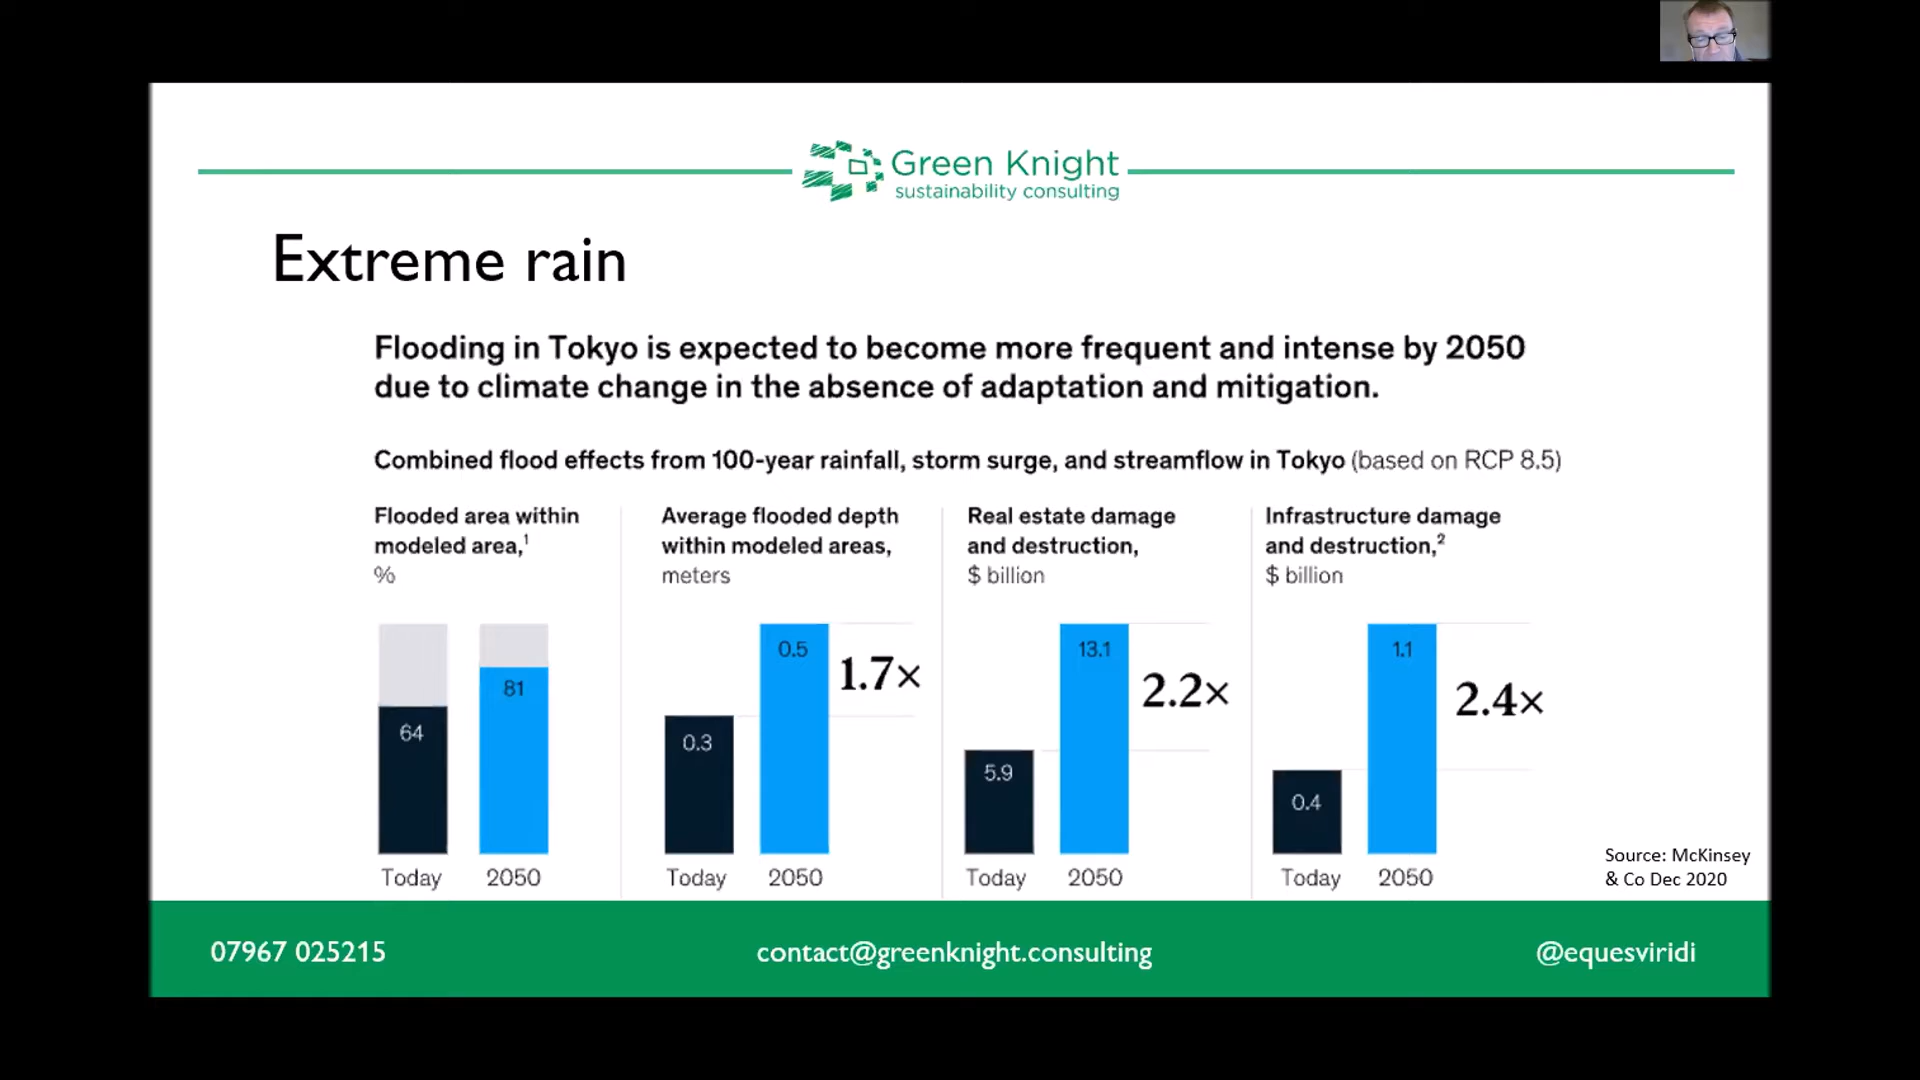 Green Knight
sustainability consulting
Extreme rain
Flooding in Tokyo is expected to become more frequent and intense by 2050
due to climate change in the absence of adaptation and mitigation.
Combined flood effects from 100-year rainfall, storm surge, and streamflow in Tokyo (based on RCP 8.5)
Flooded area within
modeled area,¹
%
64
81
Today 2050
Average flooded depth
within modeled areas,
meters
0.3
0.5
1.7×
Today 2050
Real estate damage
and destruction,
$ billion
5.9
13.1
2.2×
Today 2050
Infrastructure damage
and destruction,²
$ billion
0.4
1.1
2.4×
Today 2050
Source: McKinsey
& Co Dec 2020
07967 025215
contact@greenknight.consulting
@equesviridi